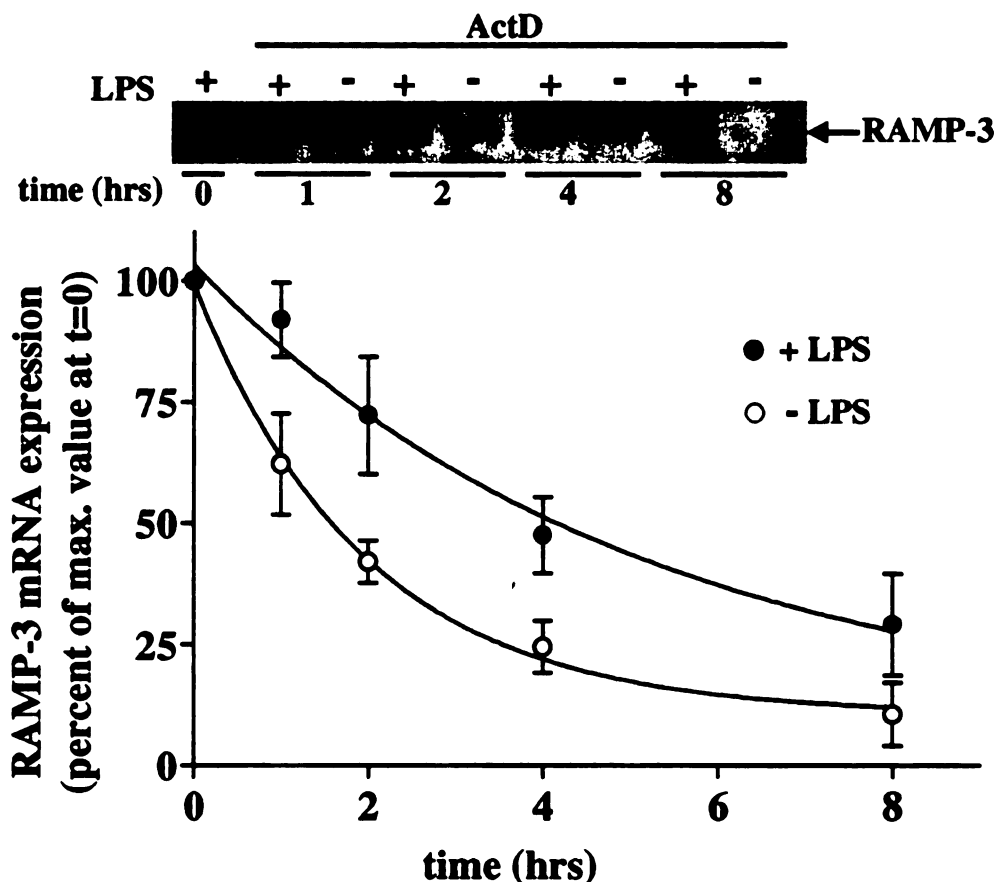 ActD
LPS + + - + - + - + -
RAMP-3
time (hrs) 0 1 2 4 8
RAMP-3 mRNA expression
(percent of max. value at t=0)
100
75
50
25
0
+ LPS
- LPS
0 2 4 6 8
time (hrs)